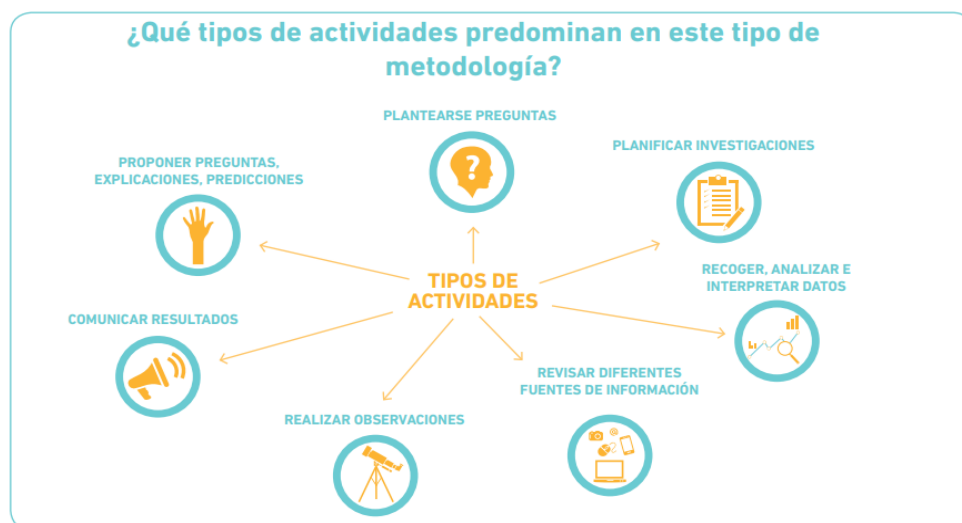 ¿Qué tipos de actividades predominan en este tipo de
metodología?
PLANTEARSE PREGUNTAS
PLANIFICAR INVESTIGACIONES
PROPONER PREGUNTAS,
EXPLICACIONES, PREDICCIONES
?
TIPOS DE
ACTIVIDADES
RECOGER, ANALIZAR E
INTERPRETAR DATOS
COMUNICAR RESULTADOS
REVISAR DIFERENTES
FUENTES DE INFORMACIÓN
REALIZAR OBSERVACIONES